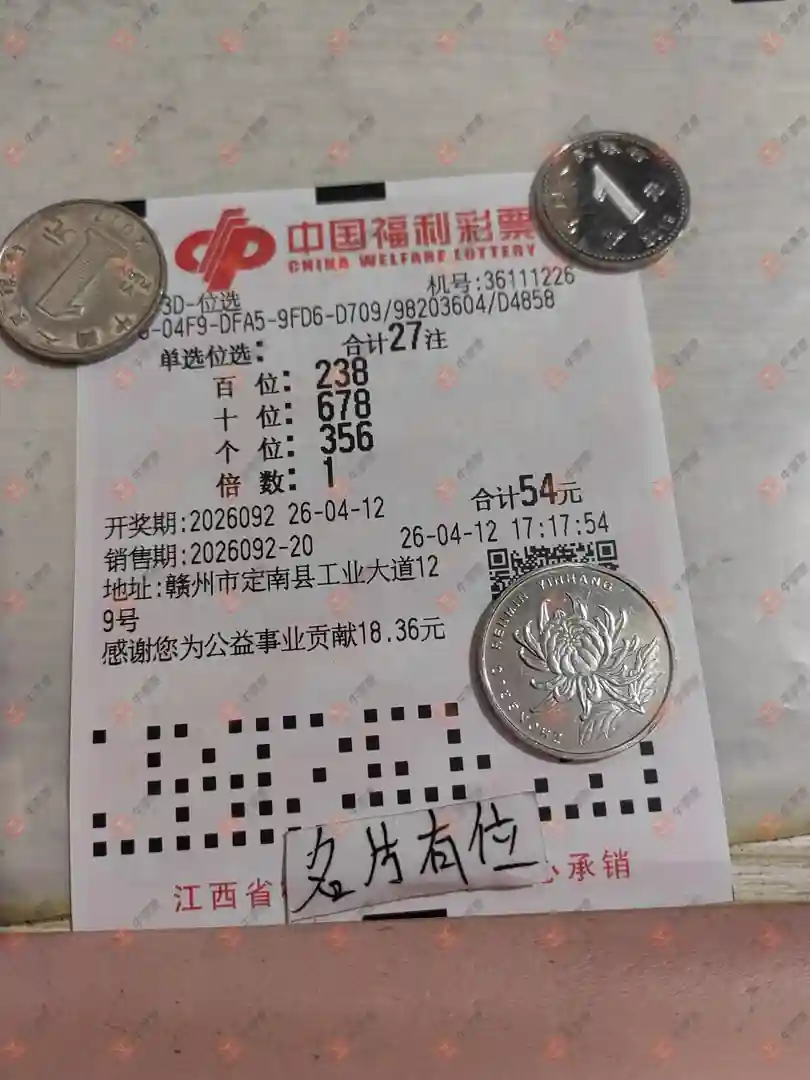 中国福利彩票
CHINA WELFARE LOTTERY
机号:36111226
3D-位选
-04F9-DFA5-9FD6-D709/98203604/D4858
单选位选: 合计27注
百 位: 238
十 位: 678
个 位: 356
倍 数: 1
合计54元
开奖期:2026092 26-04-12
销售期:2026092-20 26-04-12 17:17:54
地址:赣州市定南县工业大道12
9号
感谢您为公益事业贡献18.36元
名片有位
江西省 心承销
1
1
YINHANG